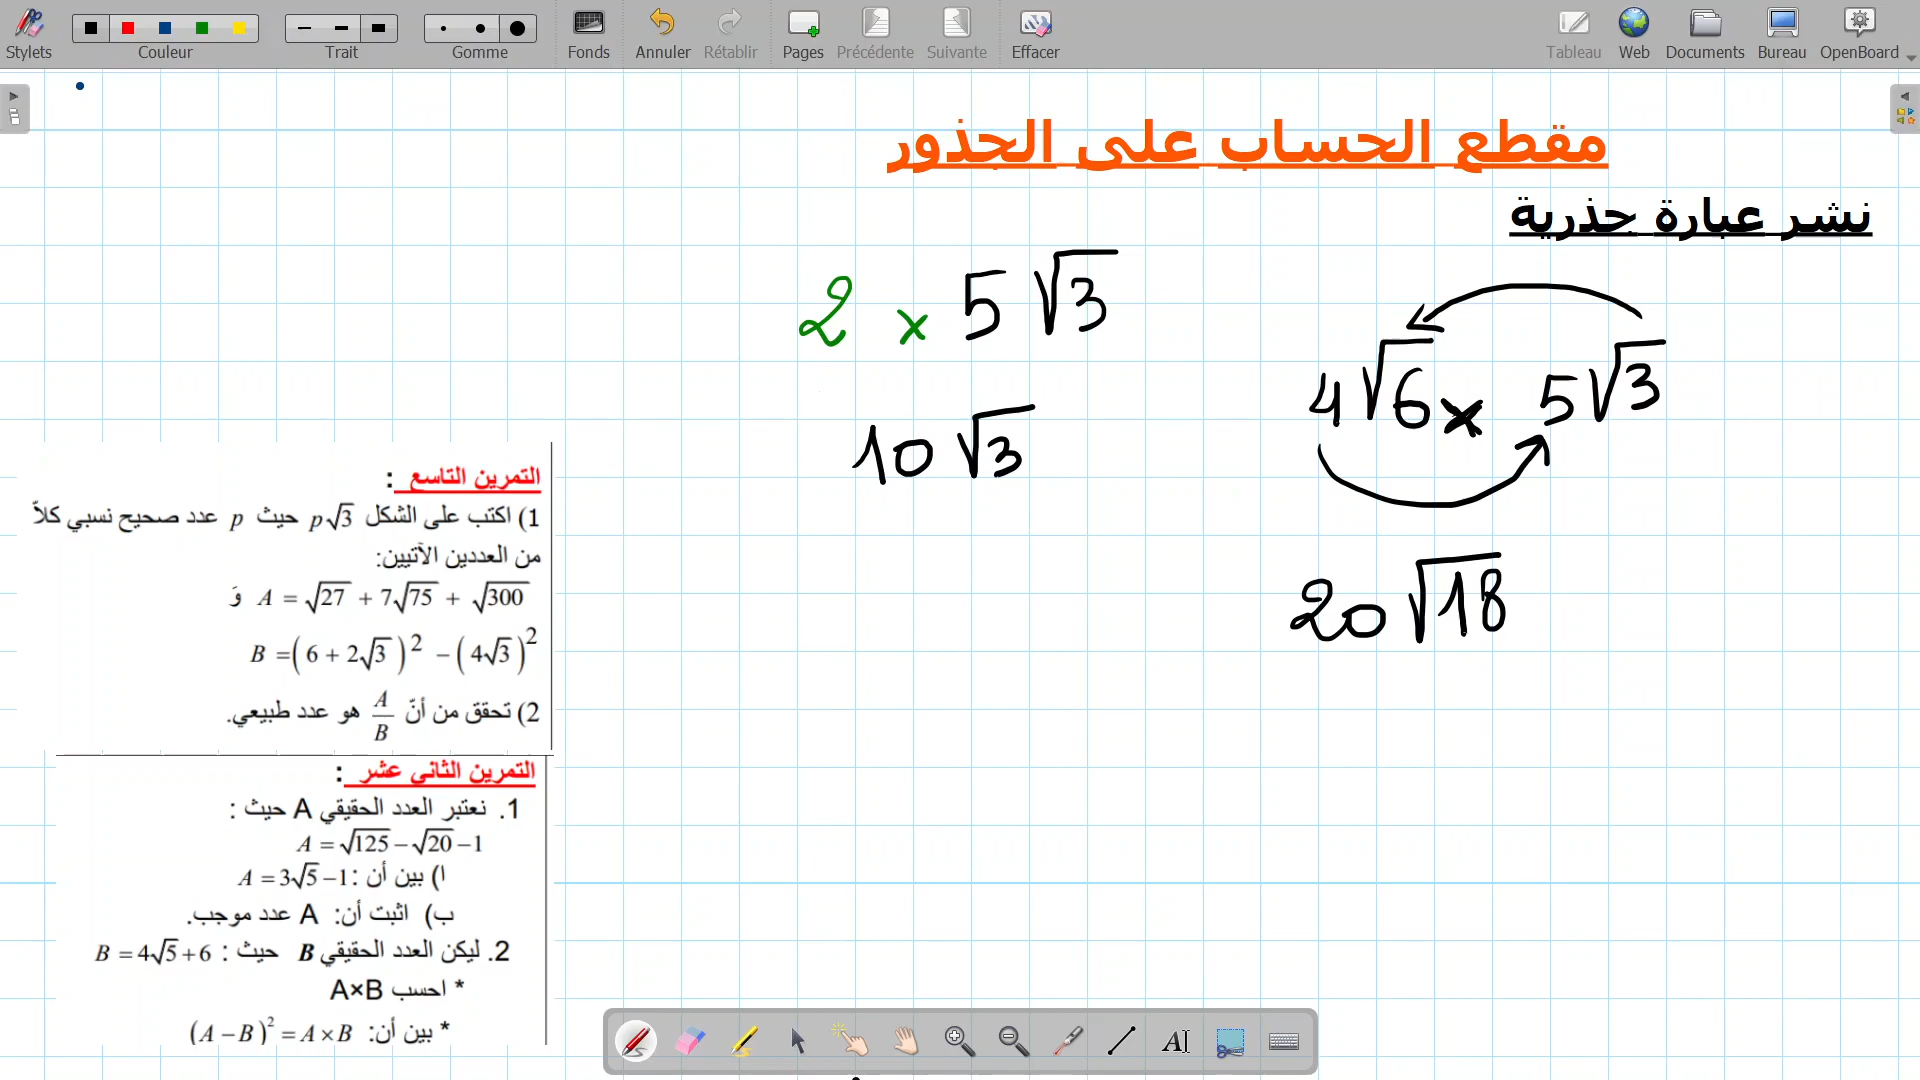 Stylets Couleur Trait Gomme Fonds Annuler Rétablir Pages Précédente Suivante Effacer Tableau Web Documents Bureau OpenBoard
مقطع الحساب على الجذور
نشر عبارة جذرية
2 × 5√3
10√3
4√6 × 5√3
20√18
التمرين التاسع :
1) اكتب على الشكل p√3 حيث p عدد صحيح نسبي كلاّ
من العددين الآتيين:
A = √27 + 7√75 + √300 وَ
B = (6 + 2√3)² − (4√3)²
2) تحقق من أنّ A/B هو عدد طبيعي.
التمرين الثاني عشر :
1. نعتبر العدد الحقيقي A حيث :
A = √125 − √20 − 1
ا) بين أن : A = 3√5 − 1
ب) اثبت أن: A عدد موجب.
2. ليكن العدد الحقيقي B حيث : B = 4√5 + 6
* احسب A×B
* بين أن: (A − B)² = A × B